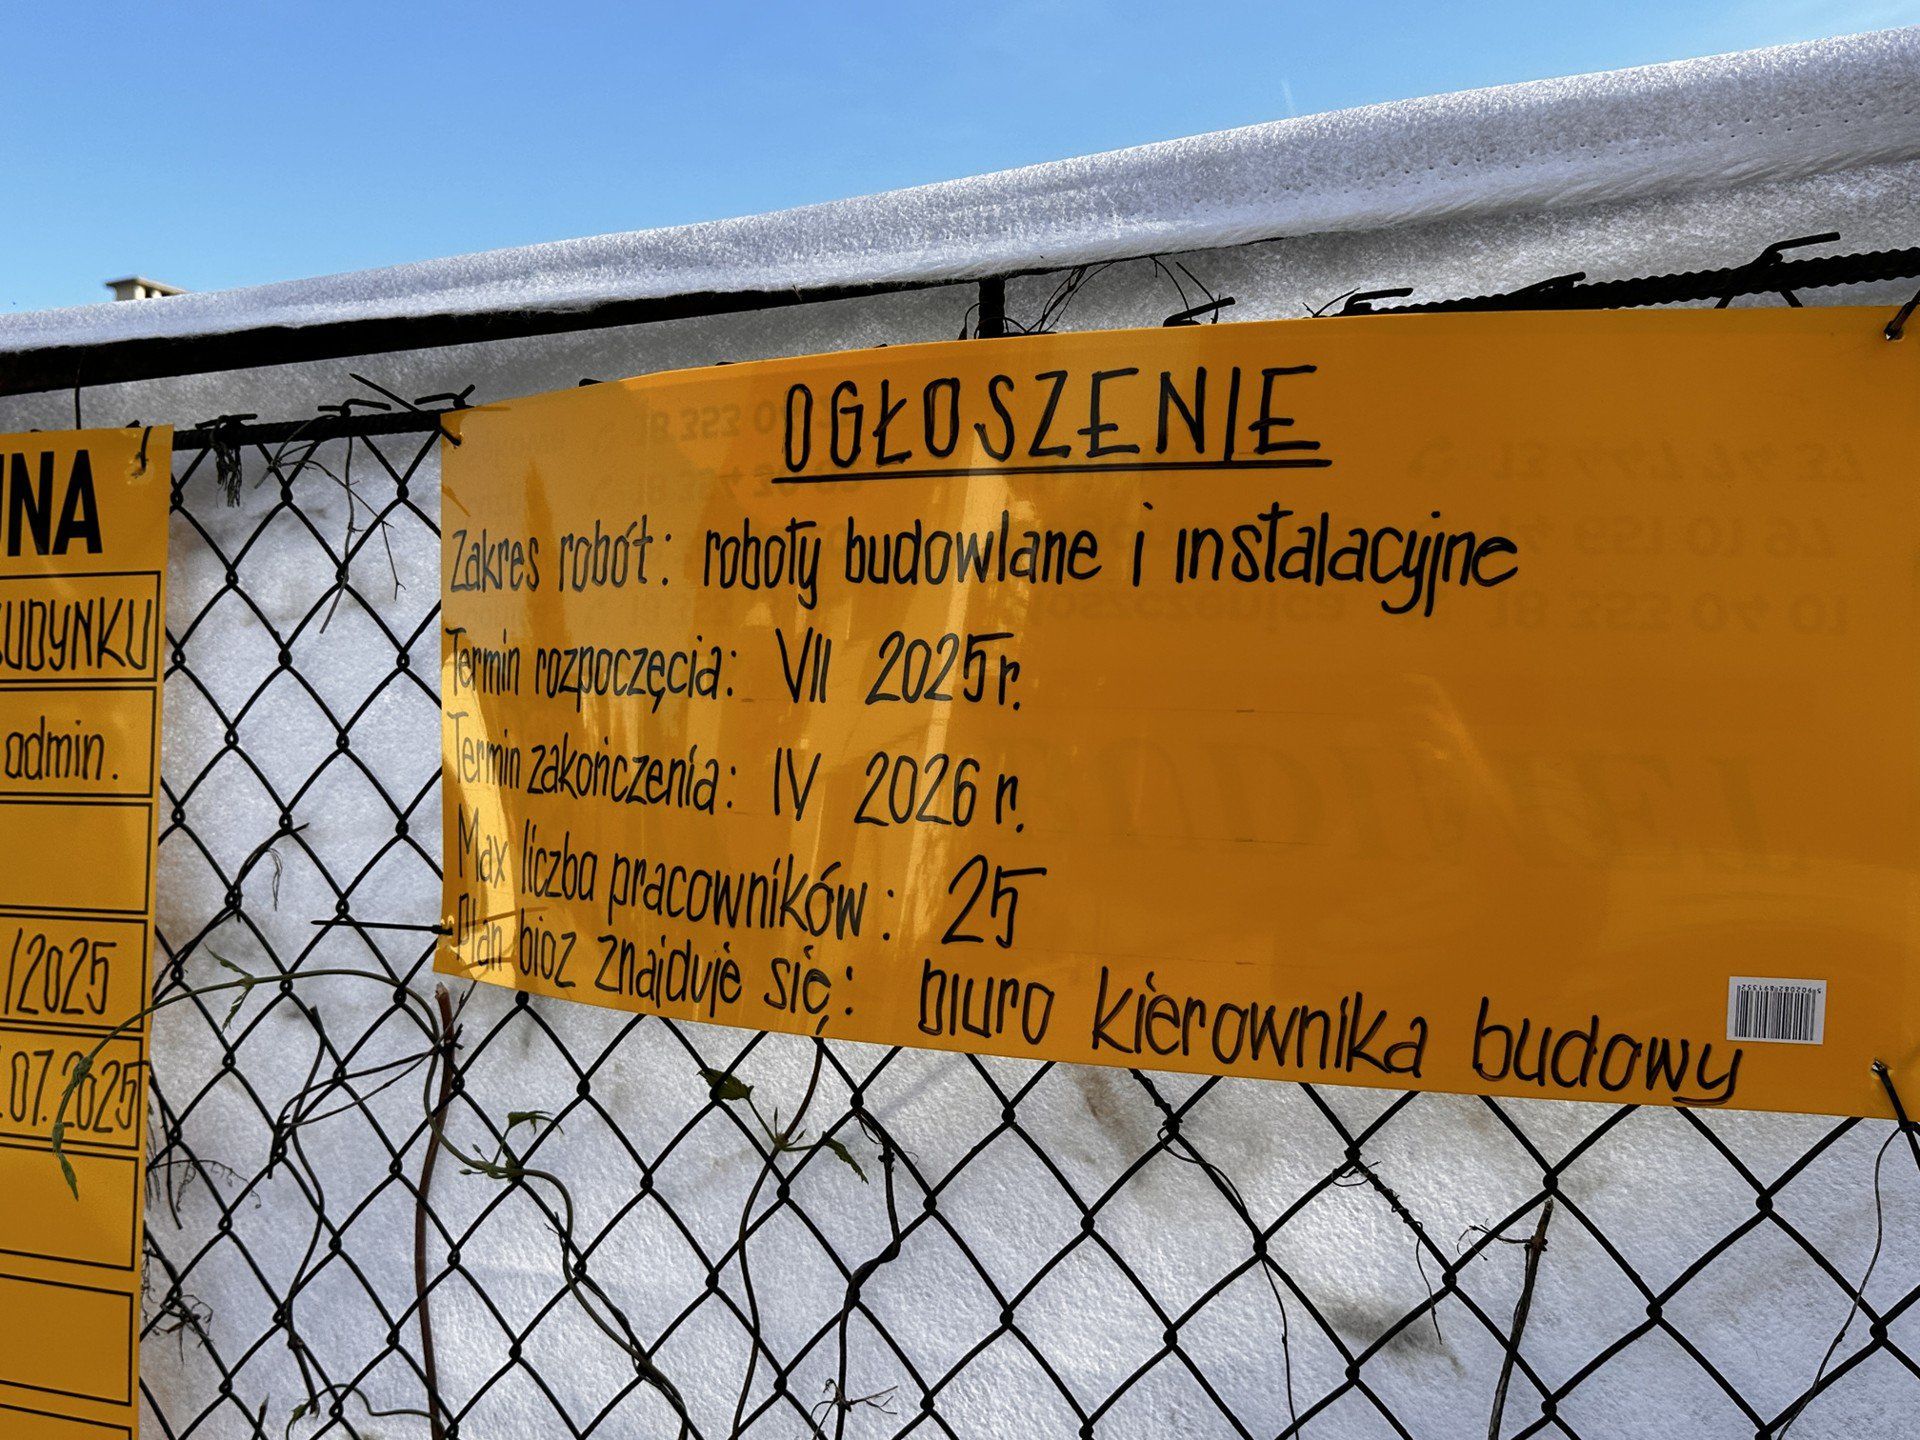 OGŁOSZENIE
Zakres robót: roboty budowlane i instalacyjne
Termin rozpoczęcia: VII 2025 r.
Termin zakończenia: IV 2026 r.
Max liczba pracowników: 25
Plan bioz znajduje się: biuro kierownika budowy
5902082891352
NA
BUDYNKU
admin.
/2025
.07.2025